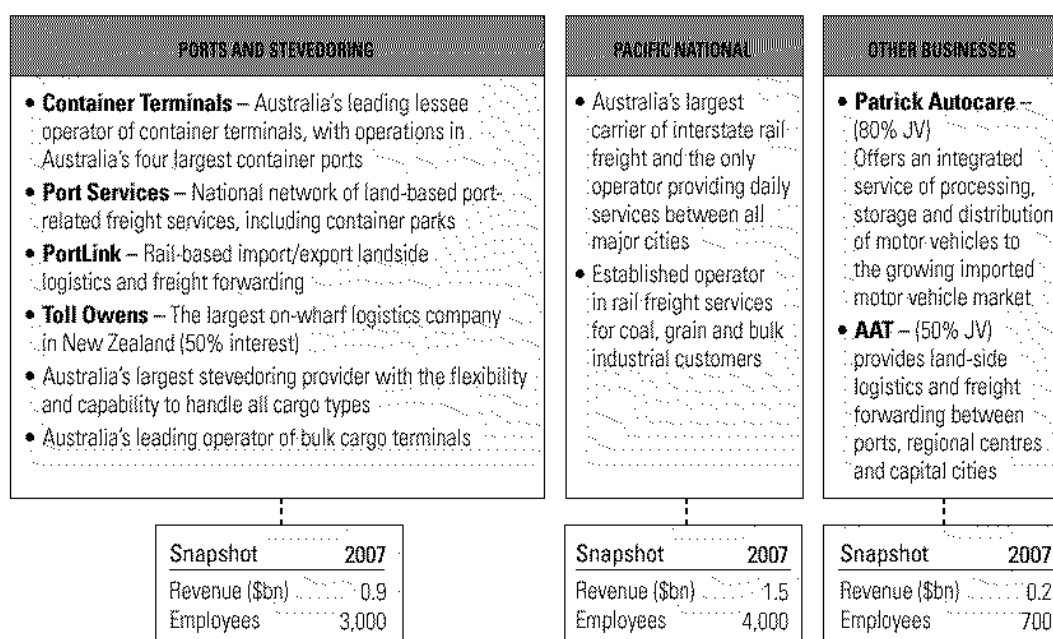 PORTS AND STEVEDORING
• Container Terminals – Australia's leading lessee
operator of container terminals, with operations in
Australia's four largest container ports
• Port Services – National network of land-based port-
related freight services, including container parks
• PortLink – Rail-based import/export landside
logistics and freight forwarding
• Toll Owens – The largest on-wharf logistics company
in New Zealand (50% interest)
• Australia's largest stevedoring provider with the flexibility
and capability to handle all cargo types
• Australia's leading operator of bulk cargo terminals
Snapshot 2007
Revenue ($bn) 0.9
Employees 3,000
PACIFIC NATIONAL
• Australia's largest
carrier of interstate rail
freight and the only
operator providing daily
services between all
major cities
• Established operator
in rail freight services
for coal, grain and bulk
industrial customers
Snapshot 2007
Revenue ($bn) 1.5
Employees 4,000
OTHER BUSINESSES
• Patrick Autocare –
(80% JV)
Offers an integrated
service of processing,
storage and distribution
of motor vehicles to
the growing imported
motor vehicle market
• AAT – (50% JV)
provides land-side
logistics and freight
forwarding between
ports, regional centres
and capital cities
Snapshot 2007
Revenue ($bn) 0.2
Employees 700